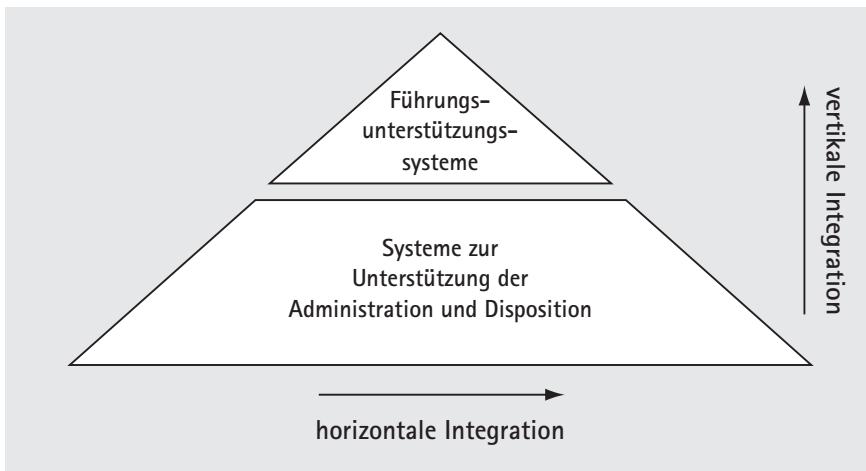 Führungs-
unterstützungs-
systeme
vertikale Integration
Systeme zur
Unterstützung der
Administration und Disposition
horizontale Integration